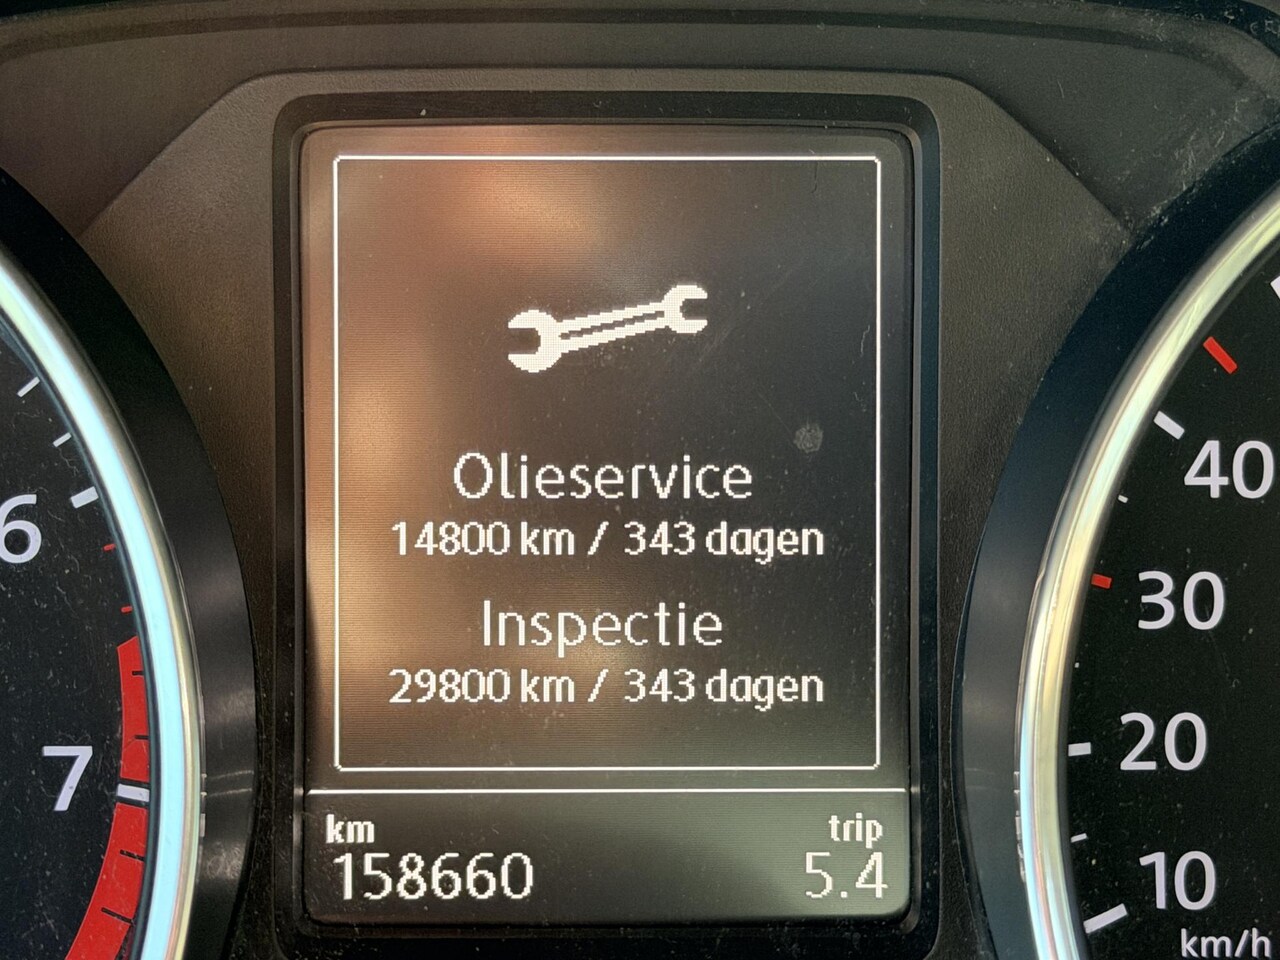 Olieservice
14800 km / 343 dagen
Inspectie
29800 km / 343 dagen
km trip
158660 5.4
6
7
40
30
20
10
km/h